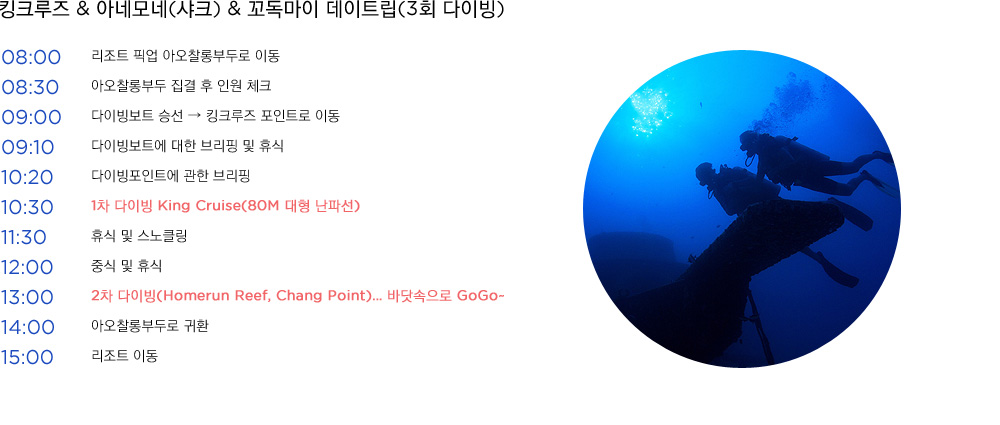 킹크루즈 & 아네모네(샤크) & 꼬독마이 데이트립(3회 다이빙)
08:00 리조트 픽업 아오찰롱부두로 이동
08:30 아오찰롱부두 집결 후 인원 체크
09:00 다이빙보트 승선 → 킹크루즈 포인트로 이동
09:10 다이빙보트에 대한 브리핑 및 휴식
10:20 다이빙포인트에 관한 브리핑
10:30 1차 다이빙 King Cruise(80M 대형 난파선)
11:30 휴식 및 스노클링
12:00 중식 및 휴식
13:00 2차 다이빙(Homerun Reef, Chang Point)... 바닷속으로 GoGo~
14:00 아오찰롱부두로 귀환
15:00 리조트 이동